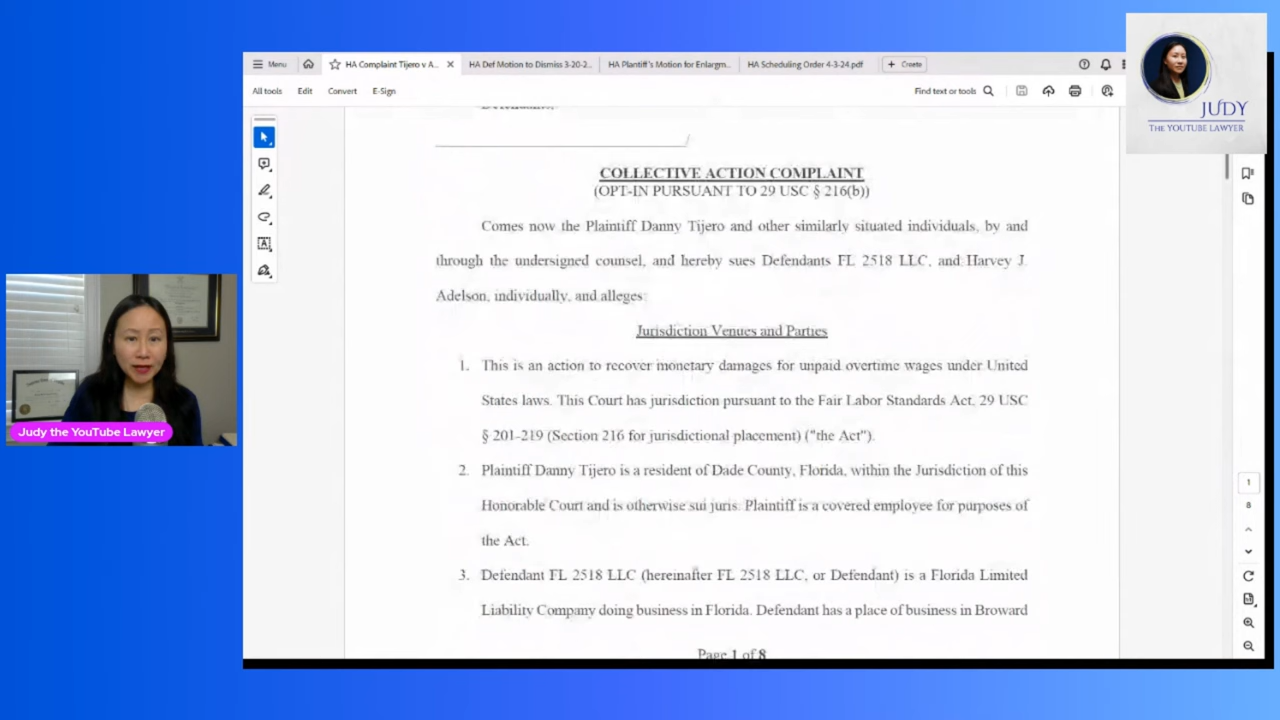 Menu
HA Complaint Tijero v A...
HA Def Motion to Dismiss 3-20-2...
HA Plantiff's Motion for Enlargm...
HA Scheduling Order 4-3-24.pdf
Create
All tools
Edit
Convert
E-Sign
Find text or tools
JUDY
THE YOUTUBE LAWYER
COLLECTIVE ACTION COMPLAINT
(OPT-IN PURSUANT TO 29 USC § 216(b))
Comes now the Plaintiff Danny Tijero and other similarly situated individuals, by and
through the undersigned counsel, and hereby sues Defendants FL 2518 LLC, and Harvey J.
Adelson, individually, and alleges:
Jurisdiction Venues and Parties
1. This is an action to recover monetary damages for unpaid overtime wages under United
States laws. This Court has jurisdiction pursuant to the Fair Labor Standards Act, 29 USC
§ 201-219 (Section 216 for jurisdictional placement) ("the Act").
2. Plaintiff Danny Tijero is a resident of Dade County, Florida, within the Jurisdiction of this
Honorable Court and is otherwise sui juris. Plaintiff is a covered employee for purposes of
the Act.
3. Defendant FL 2518 LLC (hereinafter FL 2518 LLC, or Defendant) is a Florida Limited
Liability Company doing business in Florida. Defendant has a place of business in Broward
Page 1 of 8
1
8
Judy the YouTube Lawyer